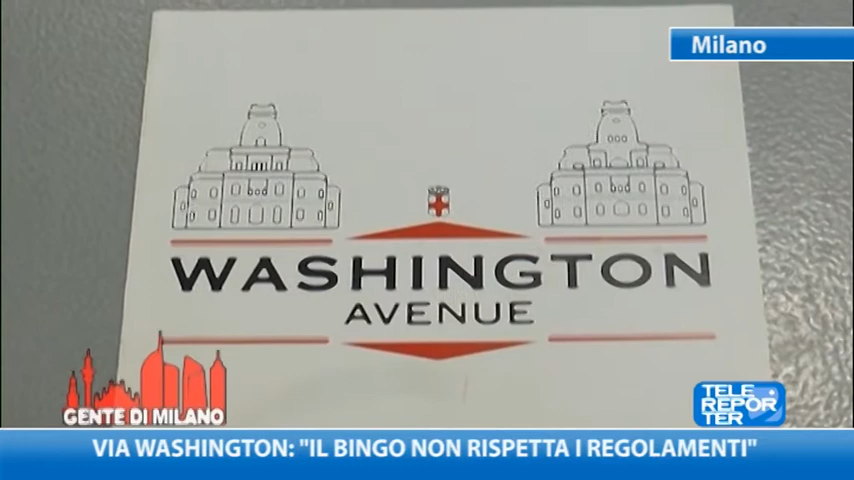 Milano
WASHINGTON
AVENUE
GENTE DI MILANO
TELE
REPOR
TER
VIA WASHINGTON: "IL BINGO NON RISPETTA I REGOLAMENTI"